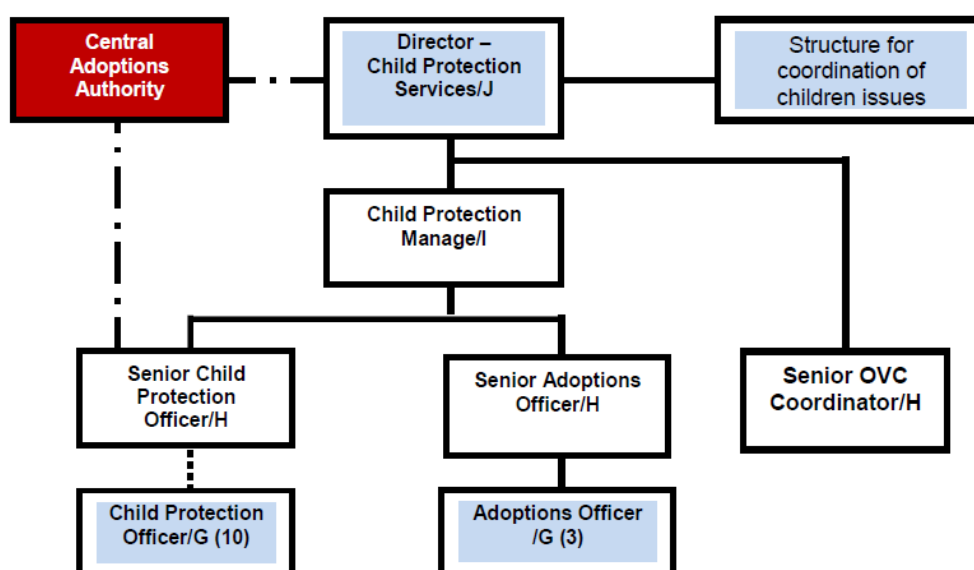 Central
Adoptions
Authority
Director –
Child Protection
Services/J
Structure for
coordination of
children issues
Child Protection
Manage/I
Senior Child
Protection
Officer/H
Senior Adoptions
Officer/H
Senior OVC
Coordinator/H
Child Protection
Officer/G (10)
Adoptions Officer
/G (3)